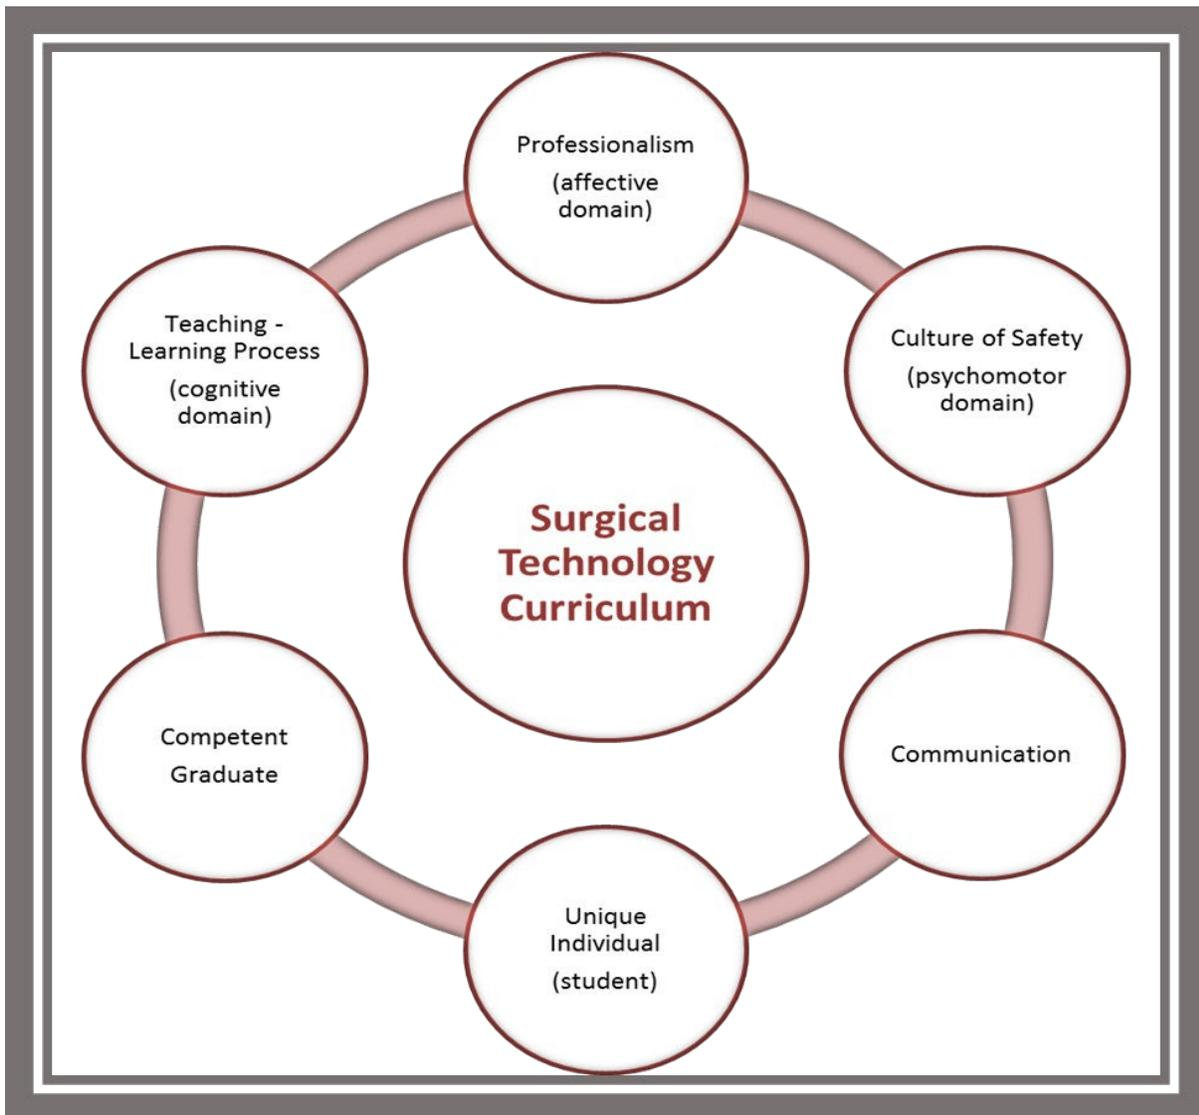 Professionalism
(affective
domain)
Culture of Safety
(psychomotor
domain)
Communication
Unique
Individual
(student)
Competent
Graduate
Teaching -
Learning Process
(cognitive
domain)
Surgical
Technology
Curriculum